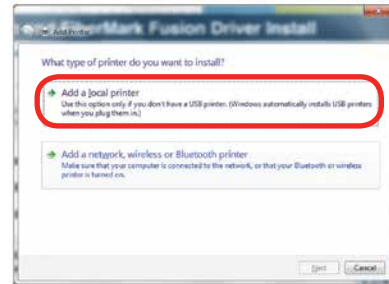 Mark Fusion Driver Install
Add Printer
What type of printer do you want to install?
Add a local printer
Use this option only if you don't have a USB printer. (Windows automatically installs USB printers
when you plug them in.)
Add a network, wireless or Bluetooth printer
Make sure that your computer is connected to the network, or that your Bluetooth or wireless
printer is turned on.
Next
Cancel